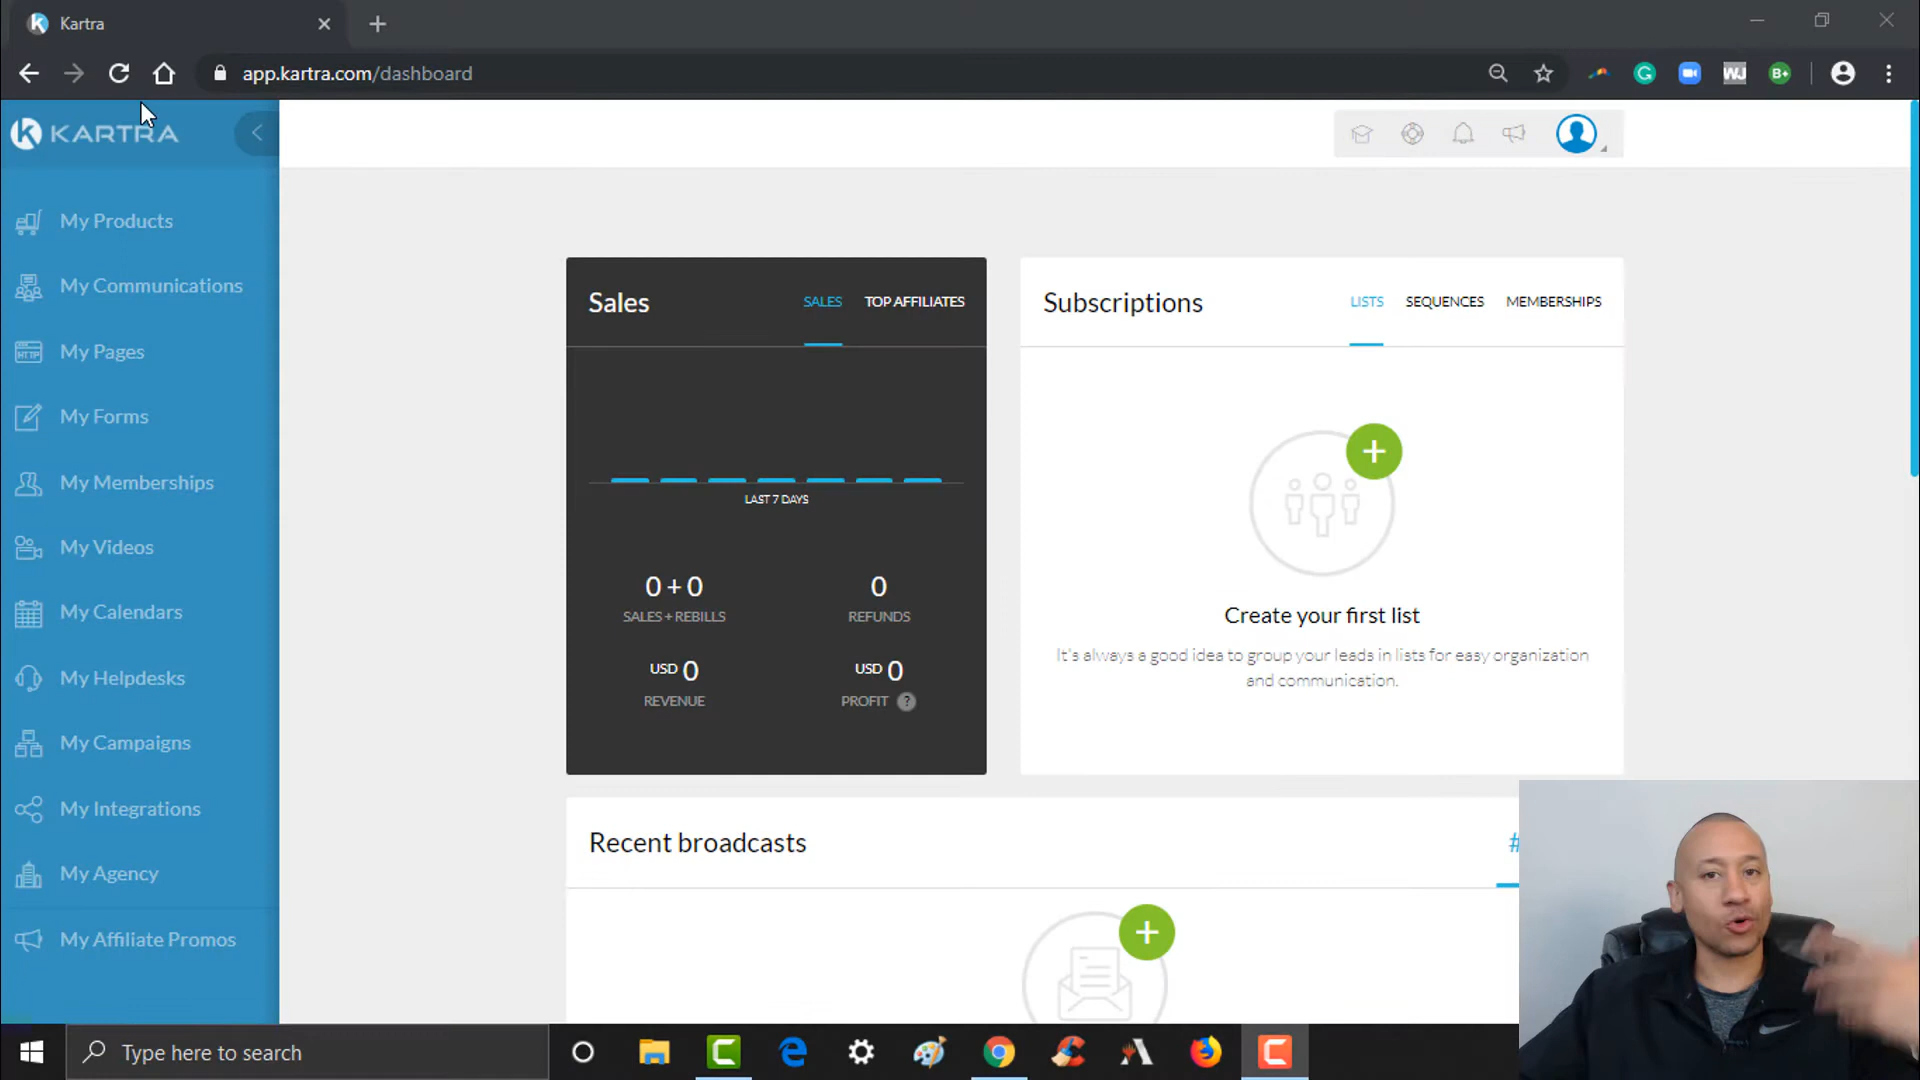 Kartra
app.kartra.com/dashboard
WJ
B+
KARTRA
My Products
My Communications
My Pages
My Forms
My Memberships
My Videos
My Calendars
My Helpdesks
My Campaigns
My Integrations
My Agency
My Affiliate Promos
HTTP
Sales
SALES
TOP AFFILIATES
LAST 7 DAYS
0 + 0
SALES + REBILLS
0
REFUNDS
USD 0
REVENUE
USD 0
PROFIT ?
Subscriptions
LISTS
SEQUENCES
MEMBERSHIPS
Create your first list
It's always a good idea to group your leads in lists for easy organization
and communication.
Recent broadcasts
#
Type here to search